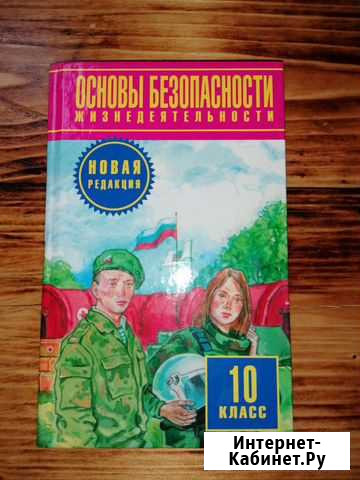 ОСНОВЫ БЕЗОПАСНОСТИ
ЖИЗНЕДЕЯТЕЛЬНОСТИ
НОВАЯ
РЕДАКЦИЯ
10
КЛАСС
Интернет-
Кабинет.Ру